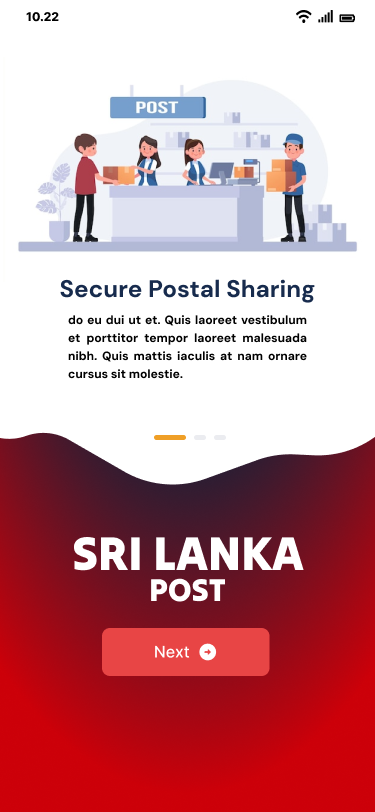 10.22
POST
Secure Postal Sharing
do eu dui ut et. Quis laoreet vestibulum
et porttitor tempor laoreet malesuada
nibh. Quis mattis iaculis at nam ornare
cursus sit molestie.
SRI LANKA
POST
Next